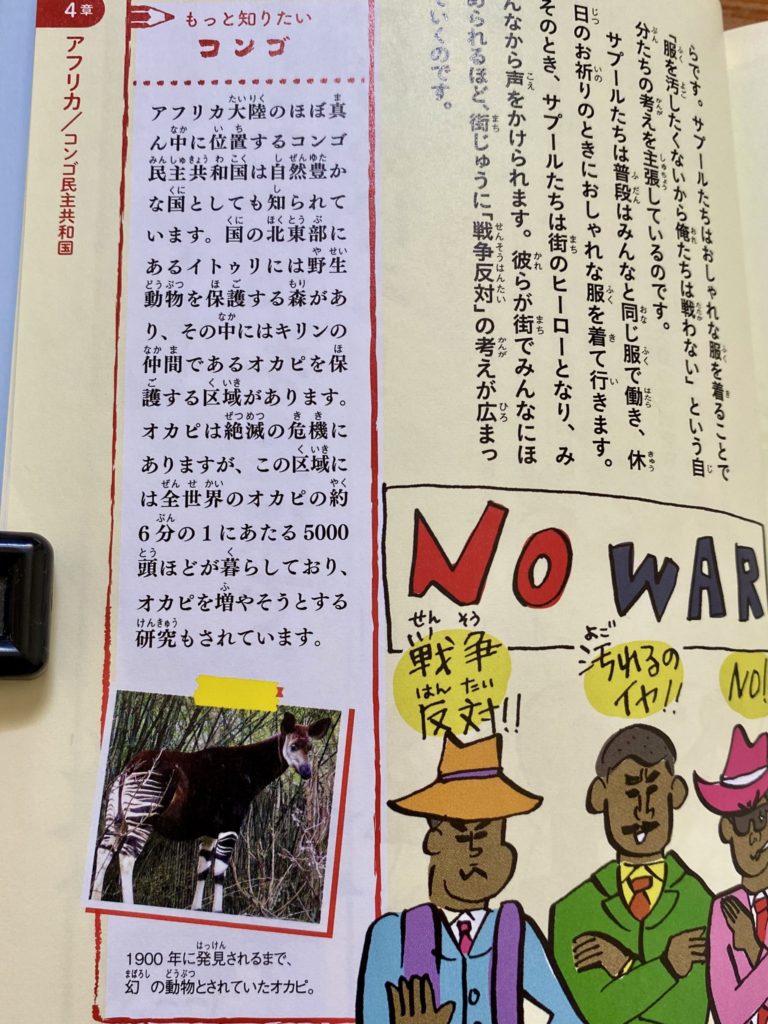 4章
アフリカ/コンゴ民主共和国
らです。サプールたちはおしゃれな服を着ることで
「服を汚したくないから俺たちは戦わない」という自
分たちの考えを主張しているのです。
サプールたちは普段はみんなと同じ服で働き、休
日のお祈りのときにおしゃれな服を着て行きます。
そのとき、サプールたちは街のヒーローとなり、み
んなから声をかけられます。彼らが街でみんなにほ
められるほど、街じゅうに「戦争反対」の考えが広まっ
ていくのです。
もっと知りたい
コンゴ
アフリカ大陸のほぼ真
ん中に位置するコンゴ
民主共和国は自然豊か
な国としても知られて
います。国の北東部に
あるイトゥリには野生
動物を保護する森があ
り、その中にはキリンの
仲間であるオカピを保
護する区域があります。
オカピは絶滅の危機に
ありますが、この区域に
は全世界のオカピの約
6分の1にあたる5000
頭ほどが暮らしており、
オカピを増やそうとする
研究もされています。
1900年に発見されるまで、
幻の動物とされていたオカピ。
NO WAR
戦争
反対!!
汚れるの
イヤ!!
NO!